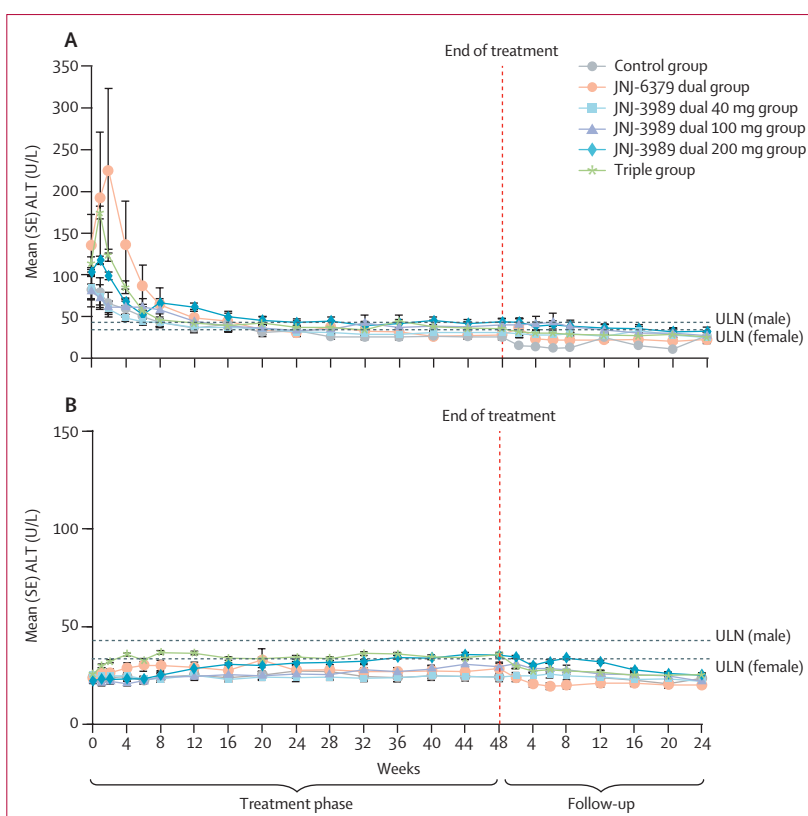 A
End of treatment
Control group
JNJ-6379 dual group
JNJ-3989 dual 40 mg group
JNJ-3989 dual 100 mg group
JNJ-3989 dual 200 mg group
Triple group
Mean (SE) ALT (U/L)
350
300
250
200
150
100
50
0
ULN (male)
ULN (female)
B
End of treatment
Mean (SE) ALT (U/L)
150
100
50
0
ULN (male)
ULN (female)
0 4 8 12 16 20 24 28 32 36 40 44 48 4 8 12 16 20 24
Weeks
Treatment phase Follow-up